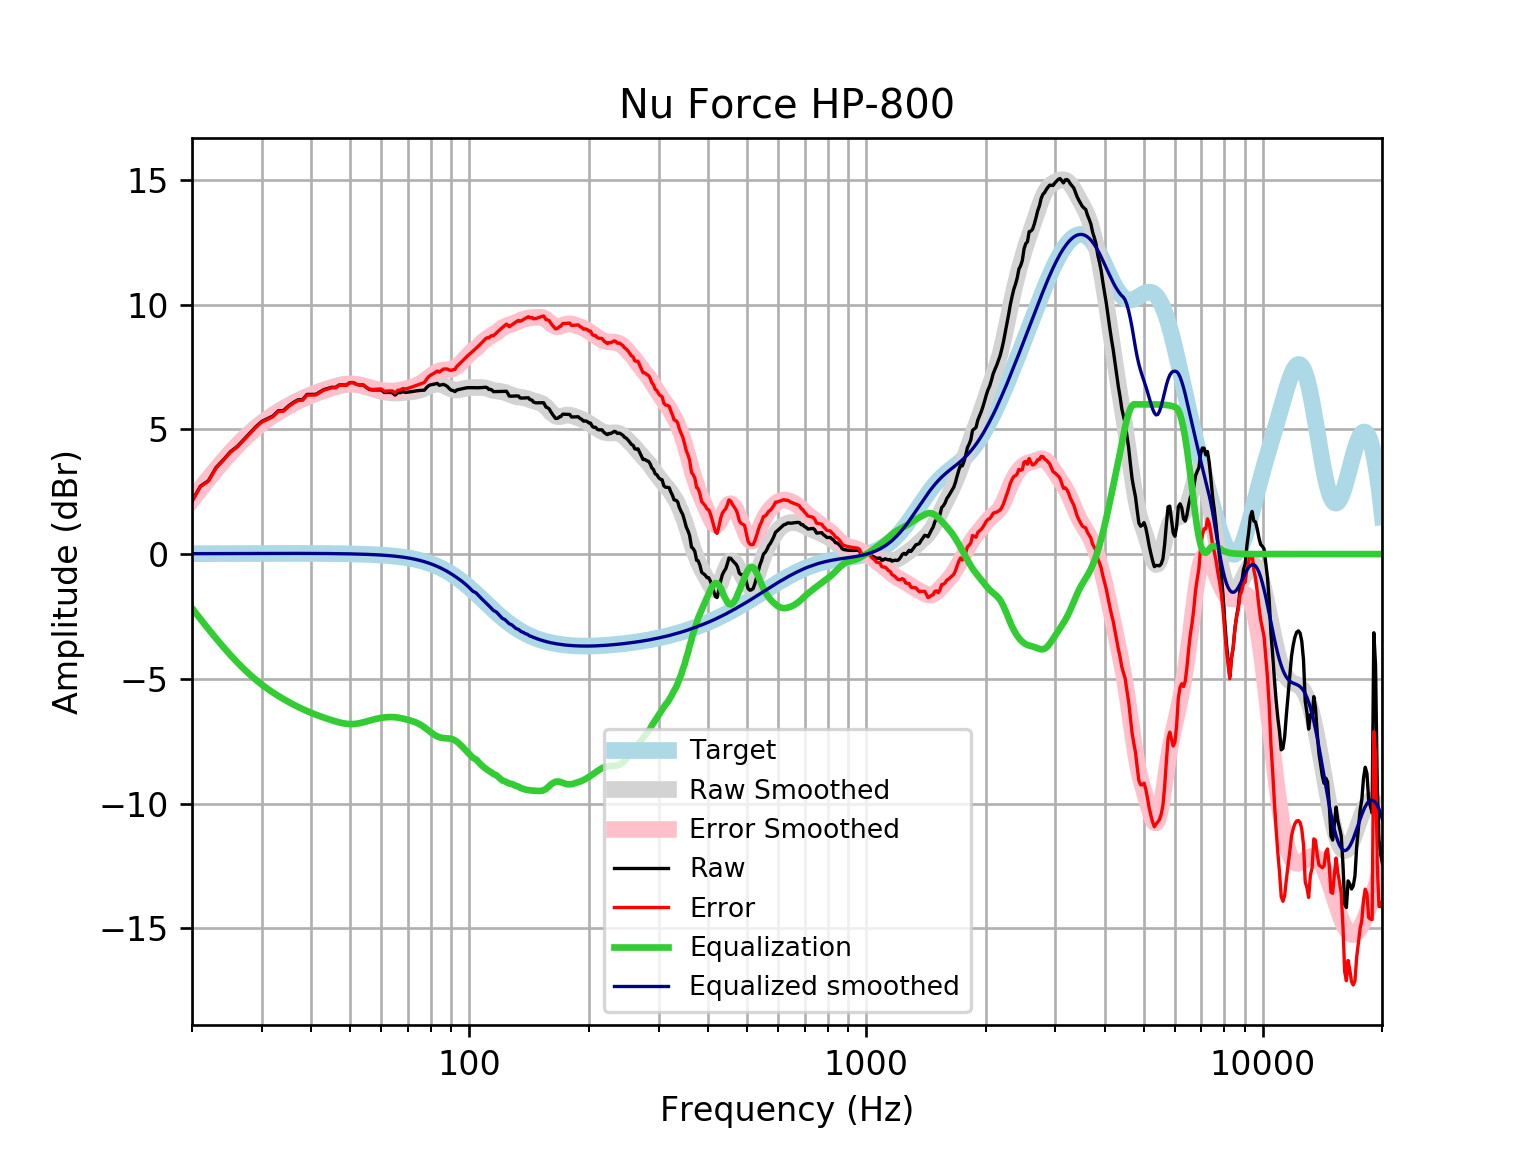 Nu Force HP-800
15
10
5
0
−5
−10
−15
Amplitude (dBr)
Target
Raw Smoothed
Error Smoothed
Raw
Error
Equalization
Equalized smoothed
100 1000 10000
Frequency (Hz)